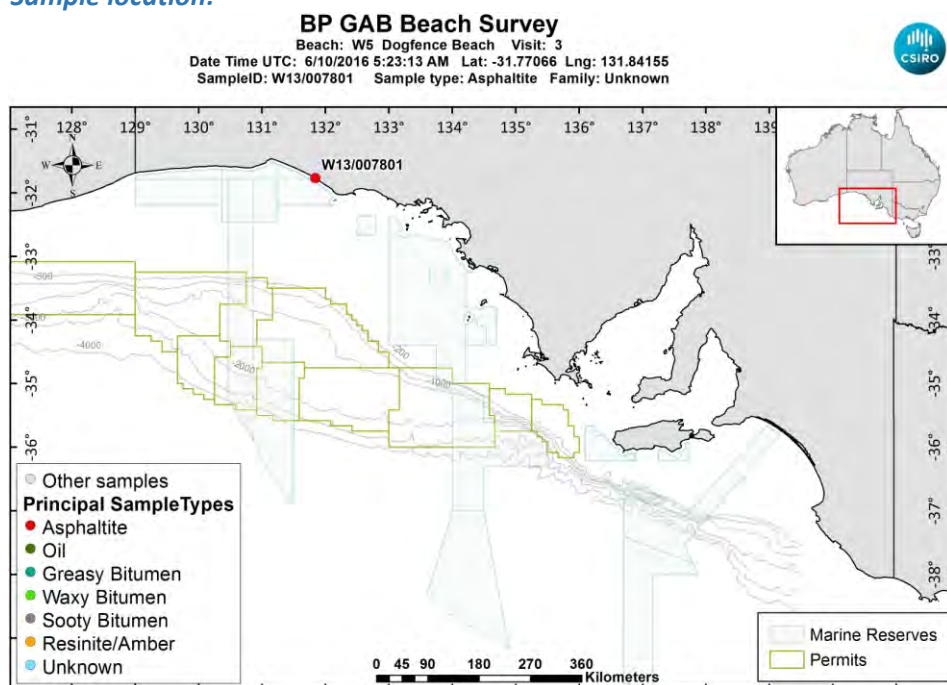 Sample location:
BP GAB Beach Survey
Beach: W5 Dogfence Beach Visit: 3
Date Time UTC: 6/10/2016 5:23:13 AM Lat: -31.77066 Lng: 131.84155
SampleID: W13/007801 Sample type: Asphaltite Family: Unknown
CSIRO
128° 129° 130° 131° 132° 133° 134° 135° 136° 137° 138° 139
-31°
N
W E
S
W13/007801
-32°
-33°
-34°
-35°
-36°
-37°
-38°
-4000
-2000
-200
-1000
-34°
-35°
-36°
-37°
-38°
Other samples
Principal SampleTypes
Asphaltite
Oil
Greasy Bitumen
Waxy Bitumen
Sooty Bitumen
Resinite/Amber
Unknown
0 45 90 180 270 360
Kilometers
Marine Reserves
Permits